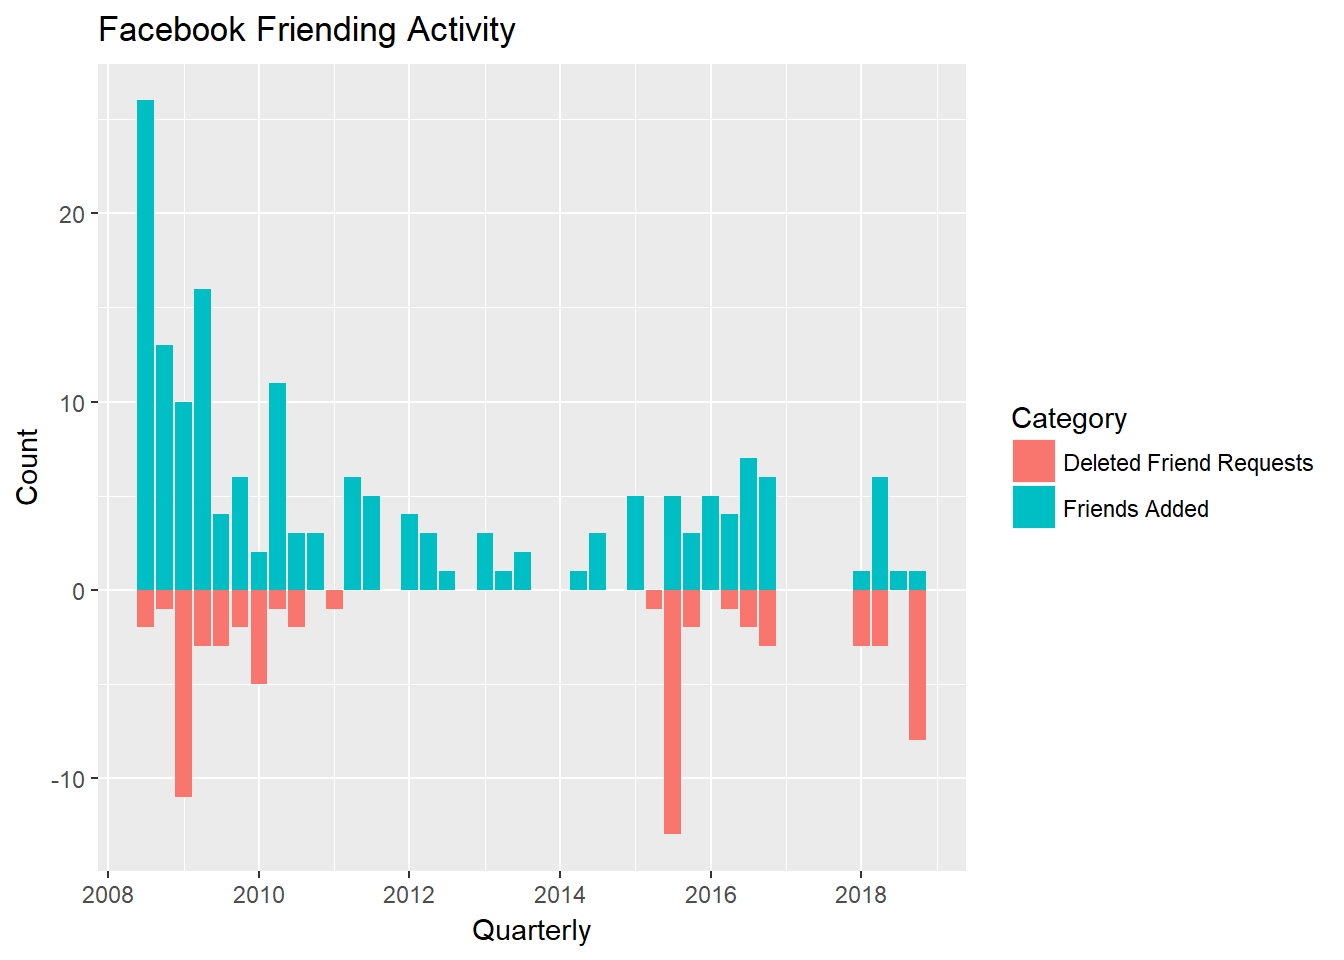 Facebook Friending Activity
20
10
0
-10
Count
2008 2010 2012 2014 2016 2018
Quarterly
Category
Deleted Friend Requests
Friends Added